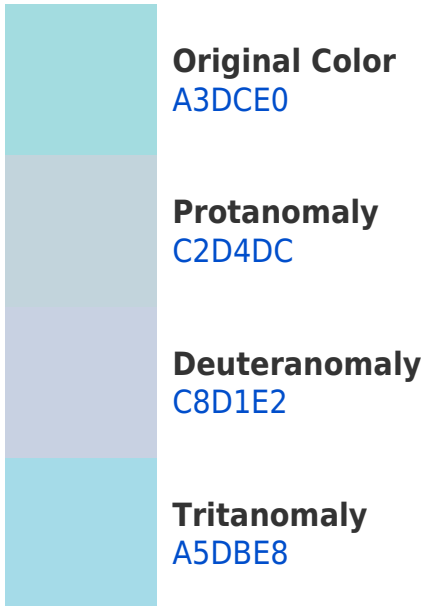 Original Color
A3DCE0
Protanomaly
C2D4DC
Deuteranomaly
C8D1E2
Tritanomaly
A5DBE8